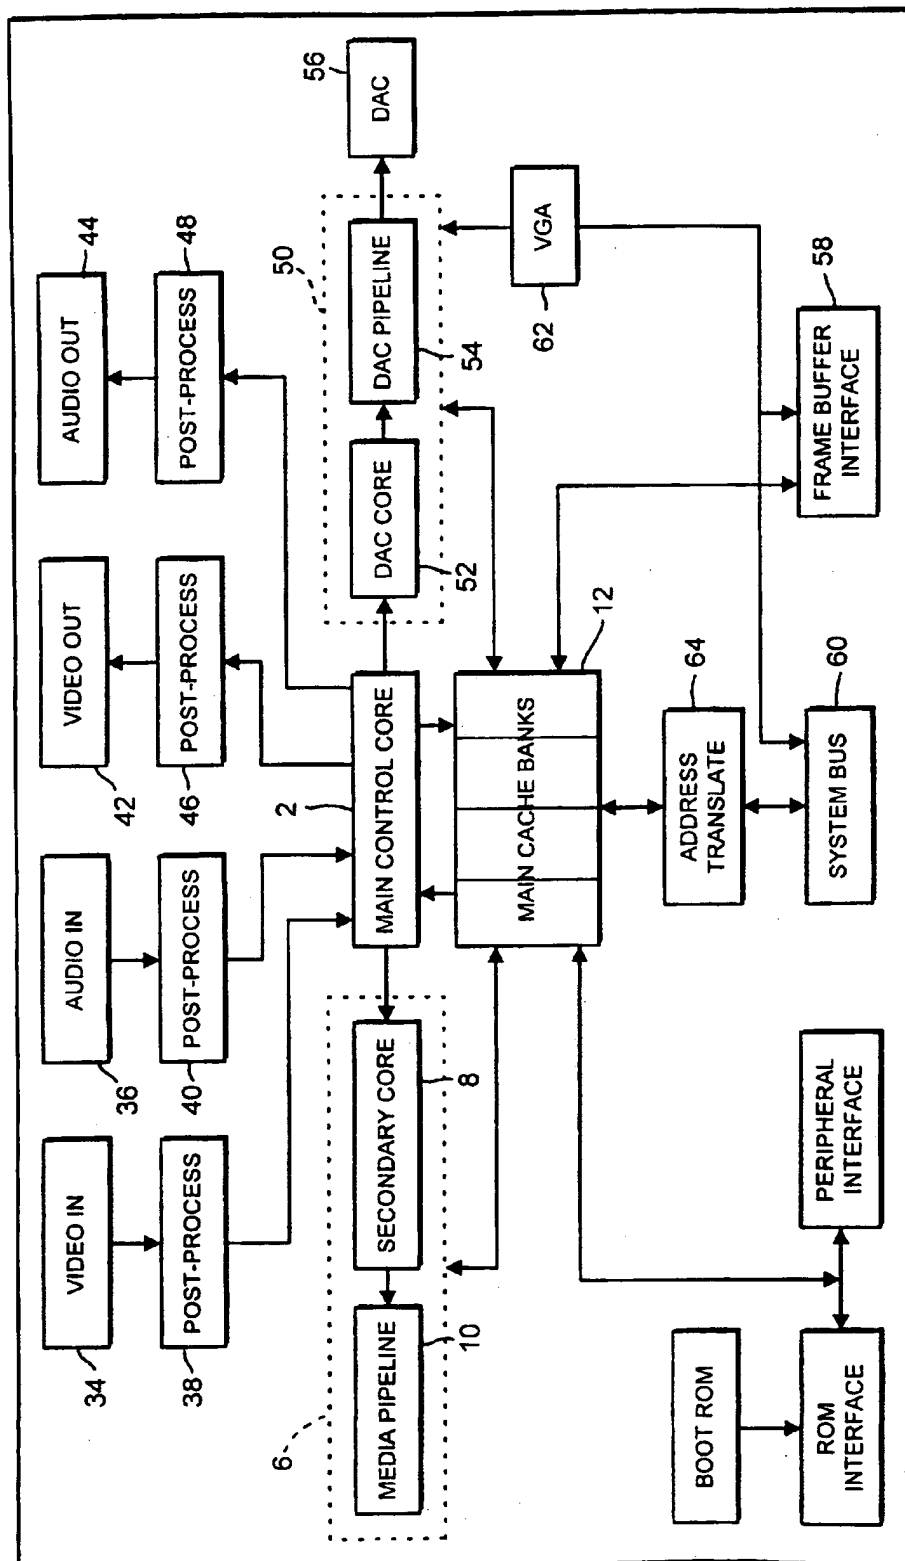 VIDEO IN
34
AUDIO IN
36
VIDEO OUT
42
AUDIO OUT
44
POST-PROCESS
38
POST-PROCESS
40
POST-PROCESS
46
POST-PROCESS
48
6
MEDIA PIPELINE
10
SECONDARY CORE
8
MAIN CONTROL CORE
2
50
DAC CORE
52
DAC PIPELINE
54
DAC
56
MAIN CACHE BANKS
12
VGA
62
ADDRESS
TRANSLATE
64
BOOT ROM
ROM
INTERFACE
PERIPHERAL
INTERFACE
SYSTEM BUS
60
FRAME BUFFER
INTERFACE
58